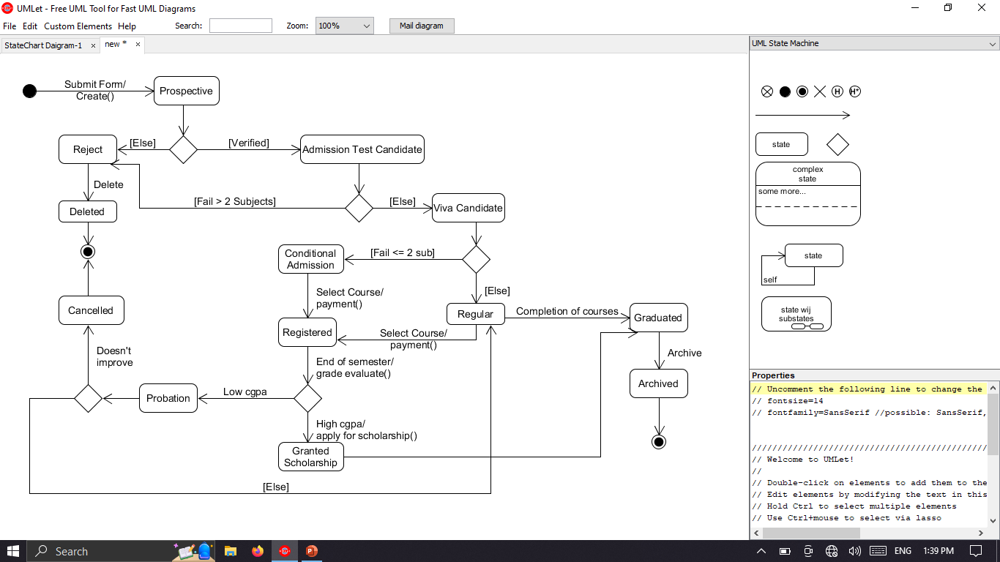 UMLet - Free UML Tool for Fast UML Diagrams
File Edit Custom Elements Help Search: Zoom: 100% Mail diagram
StateChart Daigram-1 × new * ×
UML State Machine
Submit Form/
Create()
Prospective
Reject
[Else]
[Verified]
Admission Test Candidate
Delete
[Fail > 2 Subjects]
[Else]
Viva Candidate
Deleted
Conditional
Admission
[Fail <= 2 sub]
Select Course/
payment()
[Else]
Cancelled
Regular
Completion of courses
Graduated
Registered
Select Course/
payment()
Doesn't
improve
End of semester/
grade evaluate()
Archive
Archived
Probation
Low cgpa
High cgpa/
apply for scholarship()
Granted
Scholarship
[Else]
H H*
state
complex
state
some more...
state
self
state wij
substates
Properties
// Uncomment the following line to change the
// fontsize=14
// fontfamily=SansSerif //possible: SansSerif,
//////////////////////////////////////////////
// Welcome to UMLet!
//
// Double-click on elements to add them to the
// Edit elements by modifying the text in this
// Hold Ctrl to select multiple elements
// Use Ctrl+mouse to select via lasso
Search
ENG 1:39 PM